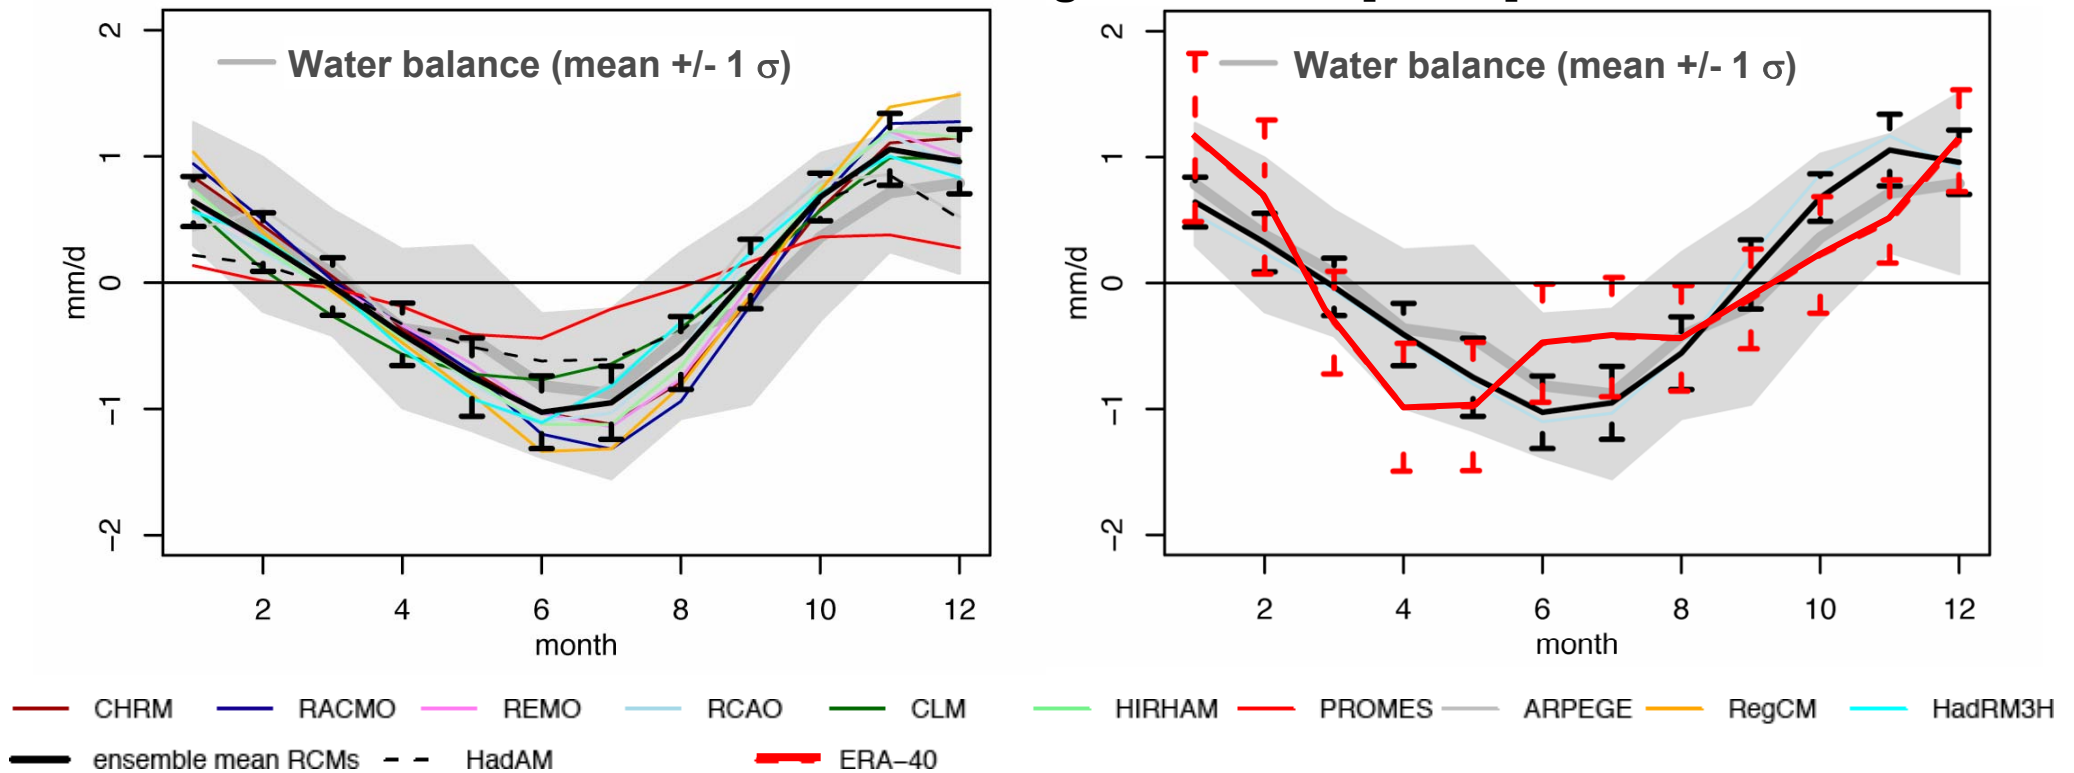 Water balance (mean +/- 1 σ)
2
1
0
−1
−2
mm/d
2 4 6 8 10 12
month
Water balance (mean +/- 1 σ)
2
1
0
−1
−2
mm/d
2 4 6 8 10 12
month
CHRM RACMO REMO RCAO CLM HIRHAM PROMES ARPEGE RegCM HadRM3H
ensemble mean RCMs HadAM ERA−40